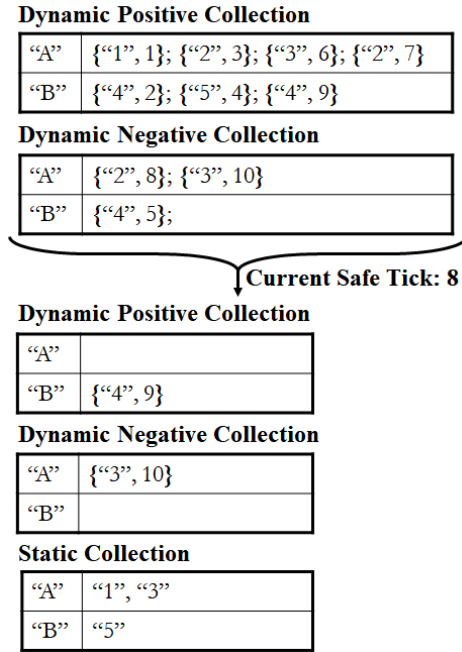 Dynamic Positive Collection
“A” {“1”, 1}; {“2”, 3}; {“3”, 6}; {“2”, 7}
“B” {“4”, 2}; {“5”, 4}; {“4”, 9}
Dynamic Negative Collection
“A” {“2”, 8}; {“3”, 10}
“B” {“4”, 5};
Current Safe Tick: 8
Dynamic Positive Collection
“A”
“B” {“4”, 9}
Dynamic Negative Collection
“A” {“3”, 10}
“B”
Static Collection
“A” “1”, “3”
“B” “5”